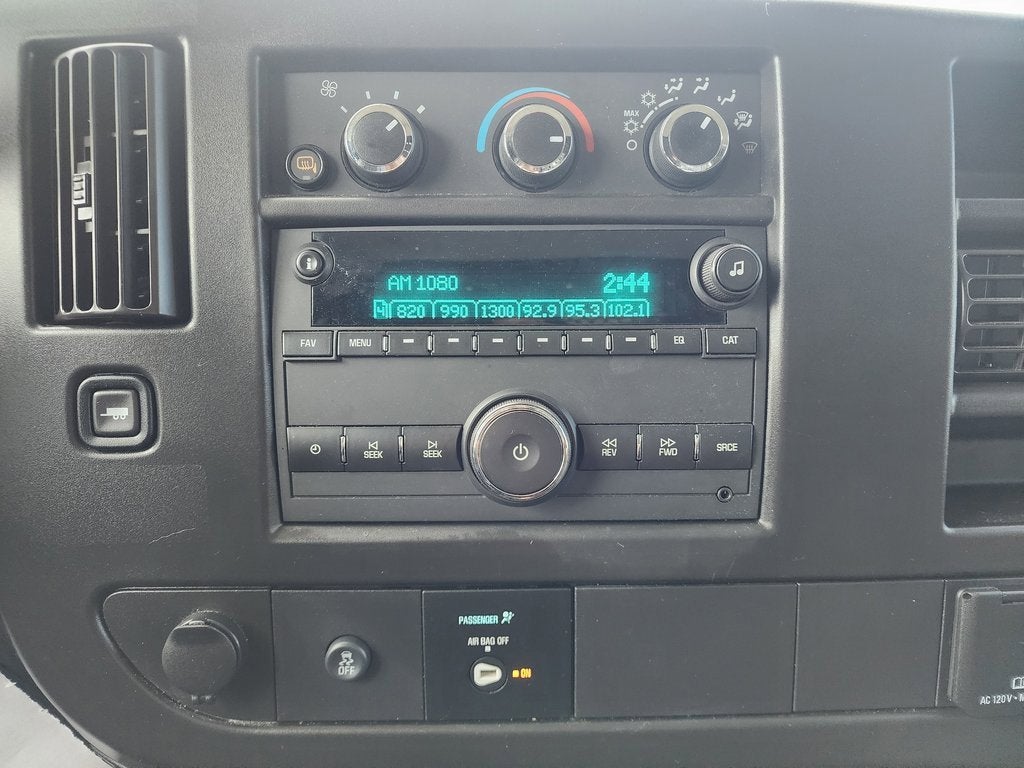 MAX
AM 1080 2:44
4 820 990 1300 92.9 95.3 102.1
FAV MENU EQ CAT
SEEK SEEK REV FWD SRCE
PASSENGER
AIR BAG OFF
ON
OFF
AC 120V